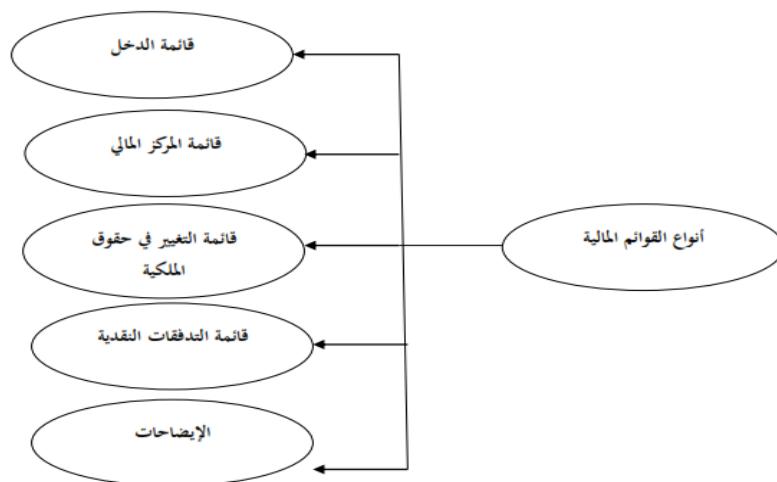 أنواع القوائم المالية
قائمة الدخل
قائمة المركز المالي
قائمة التغيير في حقوق
الملكية
قائمة التدفقات النقدية
الإيضاحات